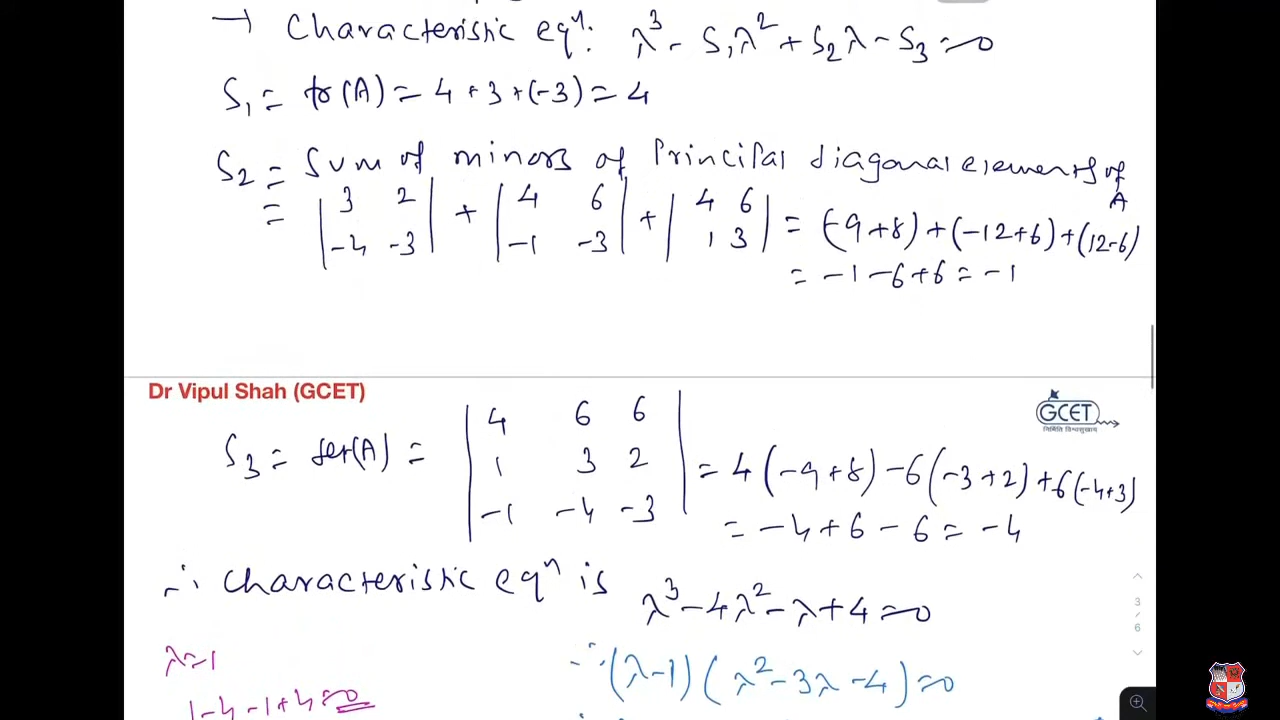 → Characteristic eqⁿ: λ³ - S₁λ² + S₂λ - S₃ = 0
S₁ = tr(A) = 4 + 3 + (-3) = 4
S₂ = Sum of minors of Principal diagonal elements of A
= |3 2; -4 -3| + |4 6; -1 -3| + |4 6; 1 3| = (-9+8) + (-12+6) + (12-6)
= -1 -6 +6 = -1
Dr Vipul Shah (GCET)
GCET
S₃ = det(A) = |4 6 6; 1 3 2; -1 -4 -3| = 4(-9+8) - 6(-3+2) + 6(-4+3)
= -4 + 6 - 6 = -4
∴ characteristic eqⁿ is
λ³ - 4λ² - λ + 4 = 0
λ=1
∴ (λ-1)(λ² - 3λ - 4) = 0
1-4-1+4=0
3
/
6